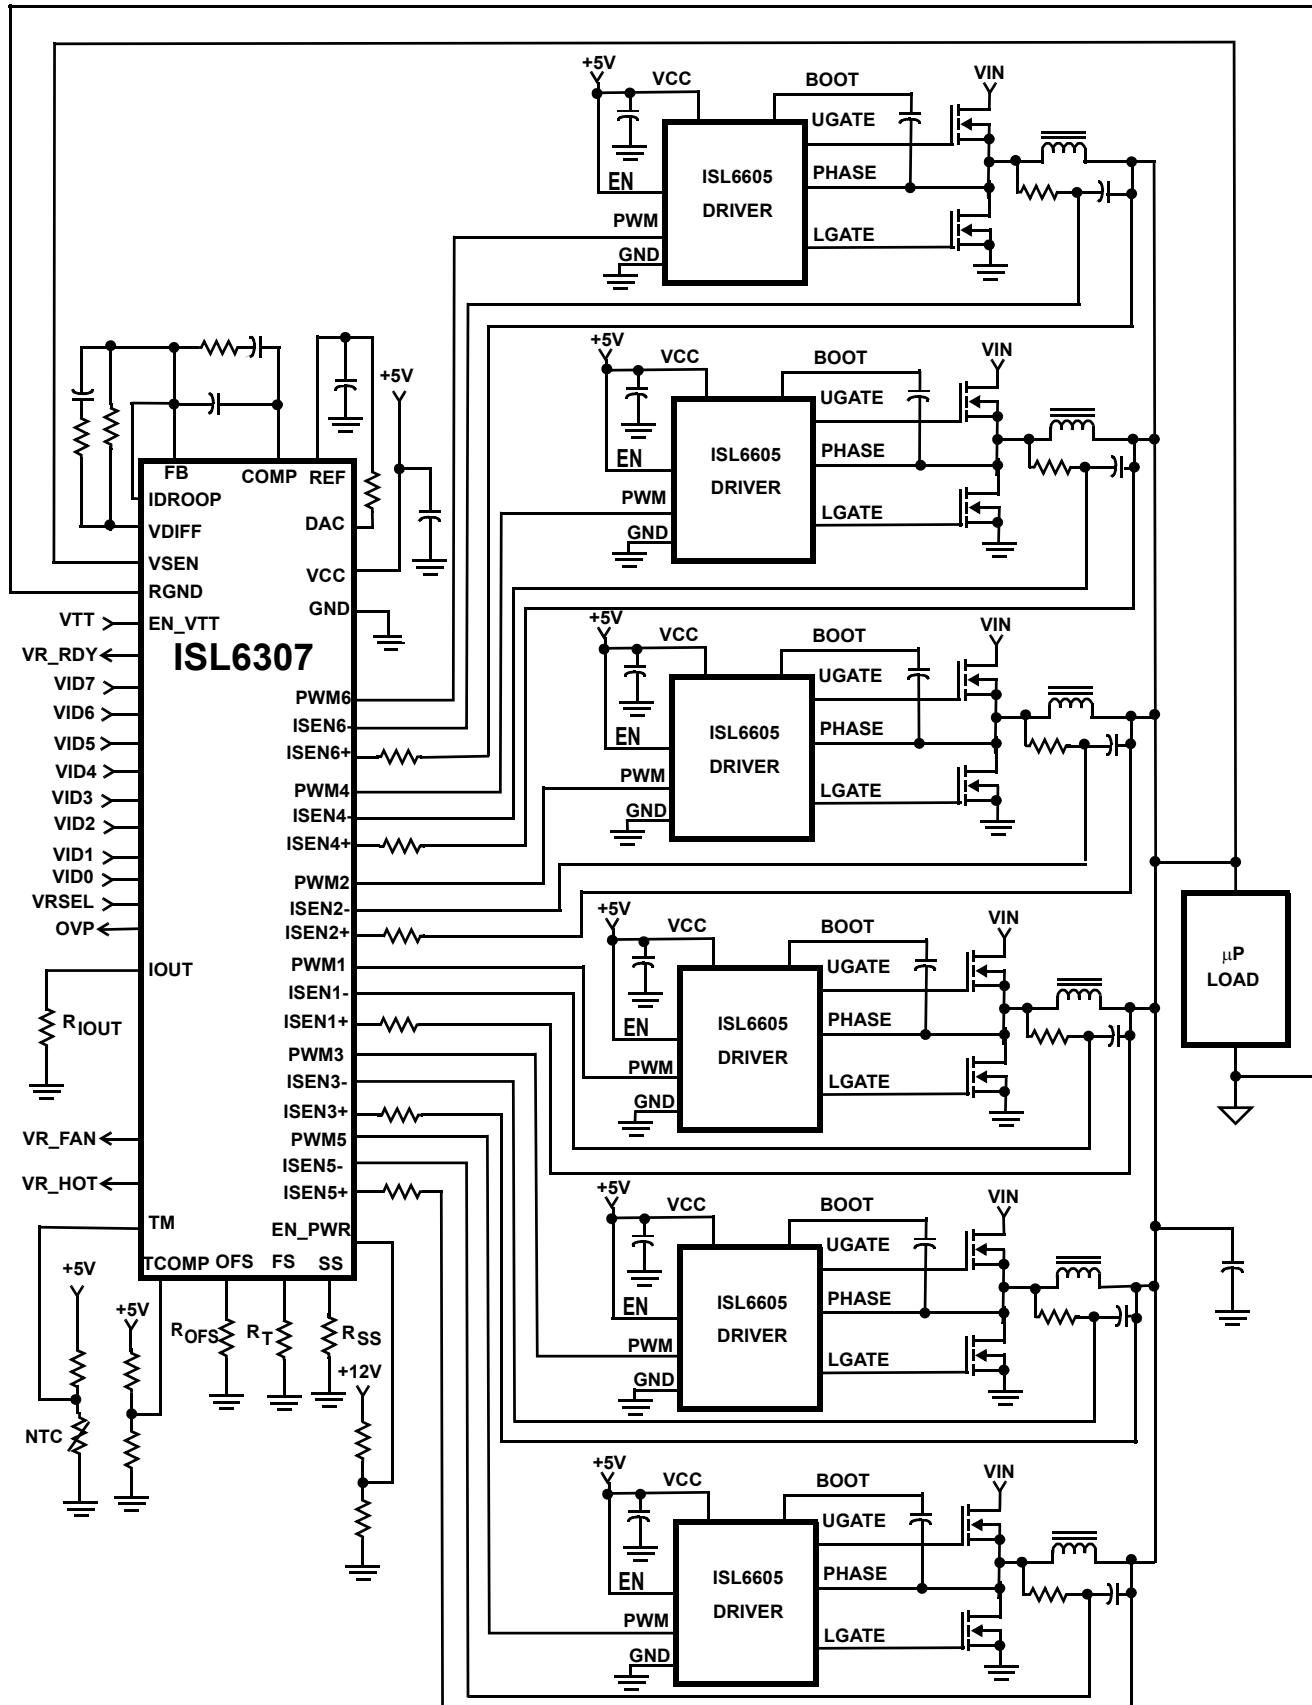 +5V
VCC
BOOT
VIN
UGATE
EN
ISL6605
DRIVER
PHASE
PWM
LGATE
GND
+5V
VCC
BOOT
VIN
UGATE
EN
ISL6605
DRIVER
PHASE
PWM
LGATE
GND
+5V
VCC
BOOT
VIN
UGATE
EN
ISL6605
DRIVER
PHASE
PWM
LGATE
GND
+5V
VCC
BOOT
VIN
UGATE
EN
ISL6605
DRIVER
PHASE
PWM
LGATE
GND
+5V
VCC
BOOT
VIN
UGATE
EN
ISL6605
DRIVER
PHASE
PWM
LGATE
GND
+5V
VCC
BOOT
VIN
UGATE
EN
ISL6605
DRIVER
PHASE
PWM
LGATE
GND
+5V
FB
COMP
REF
IDROOP
VDIFF
DAC
VSEN
VCC
RGND
GND
VTT
EN_VTT
ISL6307
VR_RDY
VID7
VID6
VID5
VID4
VID3
VID2
VID1
VID0
VRSEL
OVP
IOUT
RIOUT
VR_FAN
VR_HOT
TM
PWM6
ISEN6-
ISEN6+
PWM4
ISEN4-
ISEN4+
PWM2
ISEN2-
ISEN2+
PWM1
ISEN1-
ISEN1+
PWM3
ISEN3-
ISEN3+
PWM5
ISEN5-
ISEN5+
EN_PWR
TCOMP
OFS
FS
SS
+5V
+5V
ROFS
RT
RSS
+12V
NTC
µP
LOAD